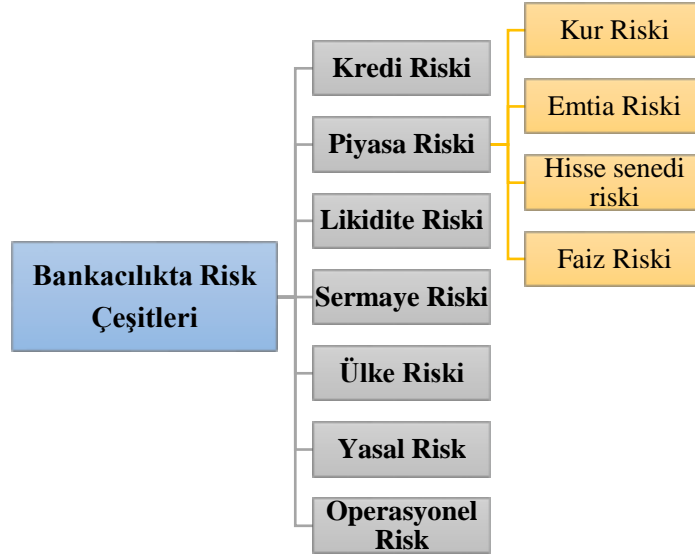 Bankacılıkta Risk
Çeşitleri
Kredi Riski
Piyasa Riski
Likidite Riski
Sermaye Riski
Ülke Riski
Yasal Risk
Operasyonel
Risk
Kur Riski
Emtia Riski
Hisse senedi
riski
Faiz Riski